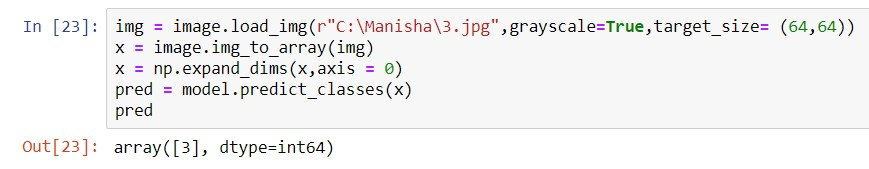 In [23]: img = image.load_img(r"C:\Manisha\3.jpg",grayscale=True,target_size= (64,64))
x = image.img_to_array(img)
x = np.expand_dims(x,axis = 0)
pred = model.predict_classes(x)
pred
Out[23]: array([3], dtype=int64)